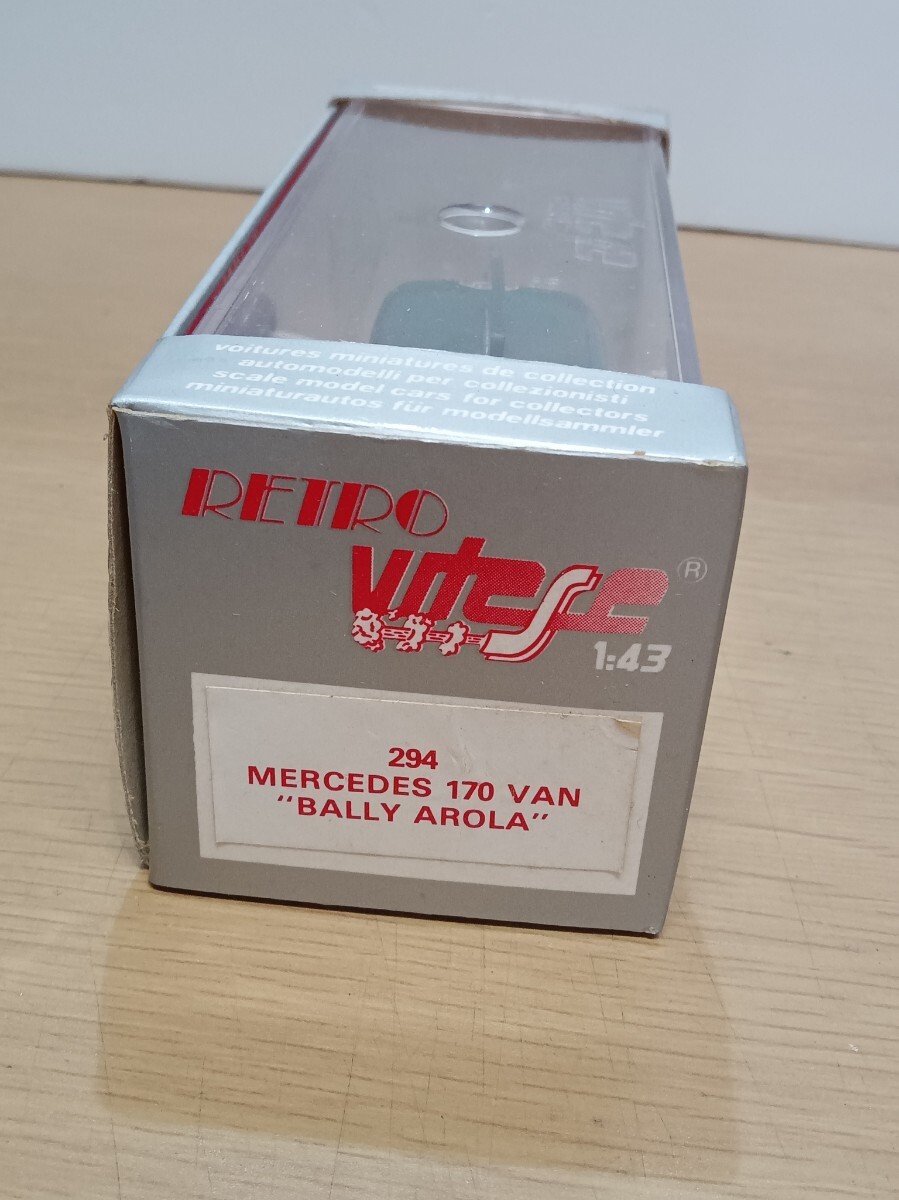 voitures miniatures de collection
automodelli per collezionisti
scale model cars for collectors
miniaturautos für modellsammler
RETRO
vitesse ®
1:43
294
MERCEDES 170 VAN
"BALLY AROLA"